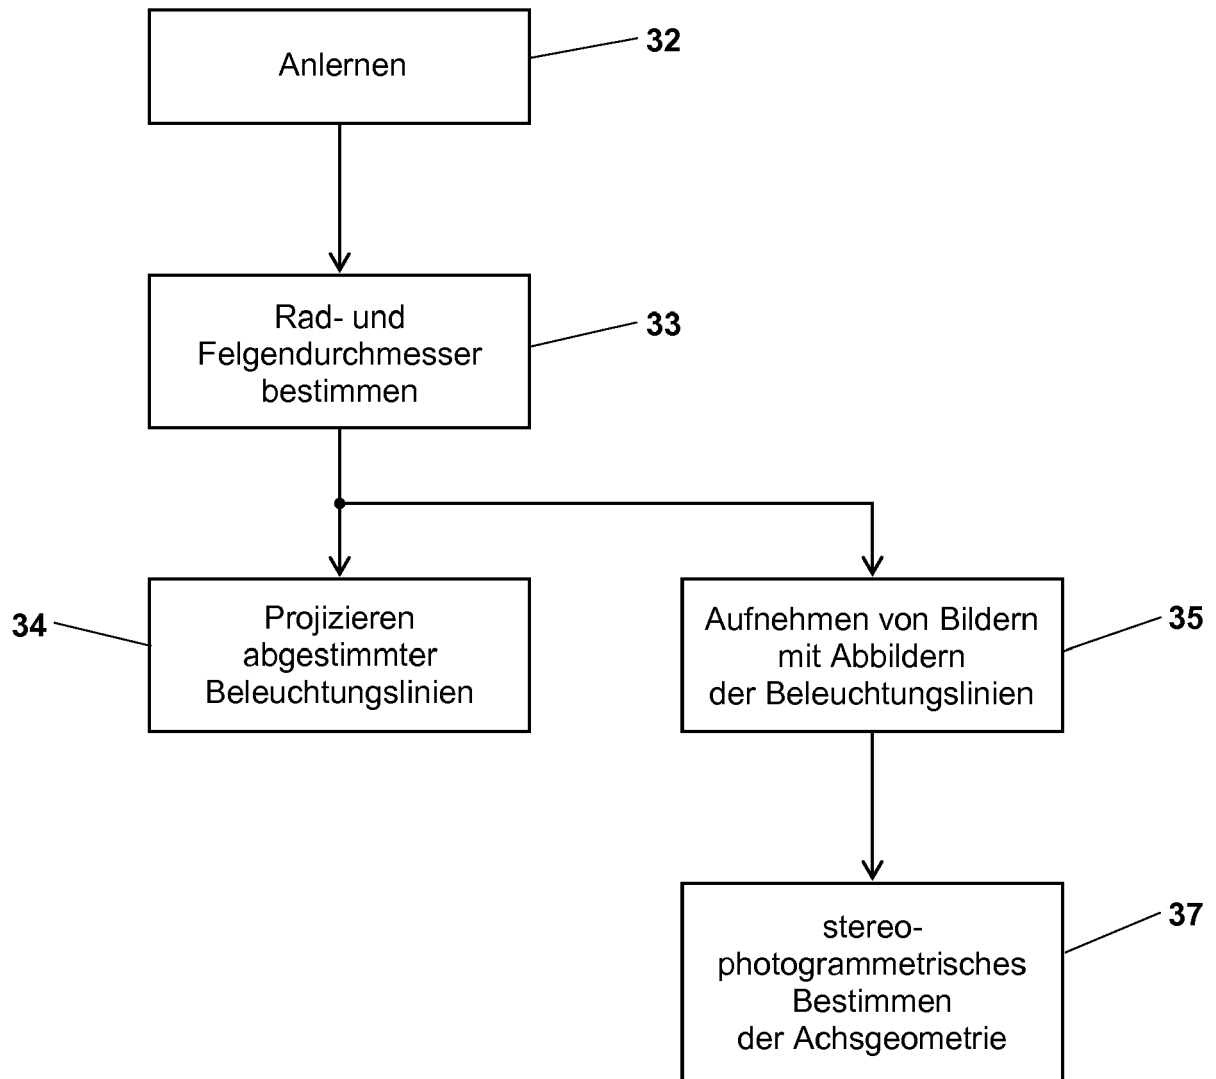 Anlernen
32
Rad- und
Felgendurchmesser
bestimmen
33
34
Projizieren
abgestimmter
Beleuchtungslinien
Aufnehmen von Bildern
mit Abbildern
der Beleuchtungslinien
35
stereo-
photogrammetrisches
Bestimmen
der Achsgeometrie
37